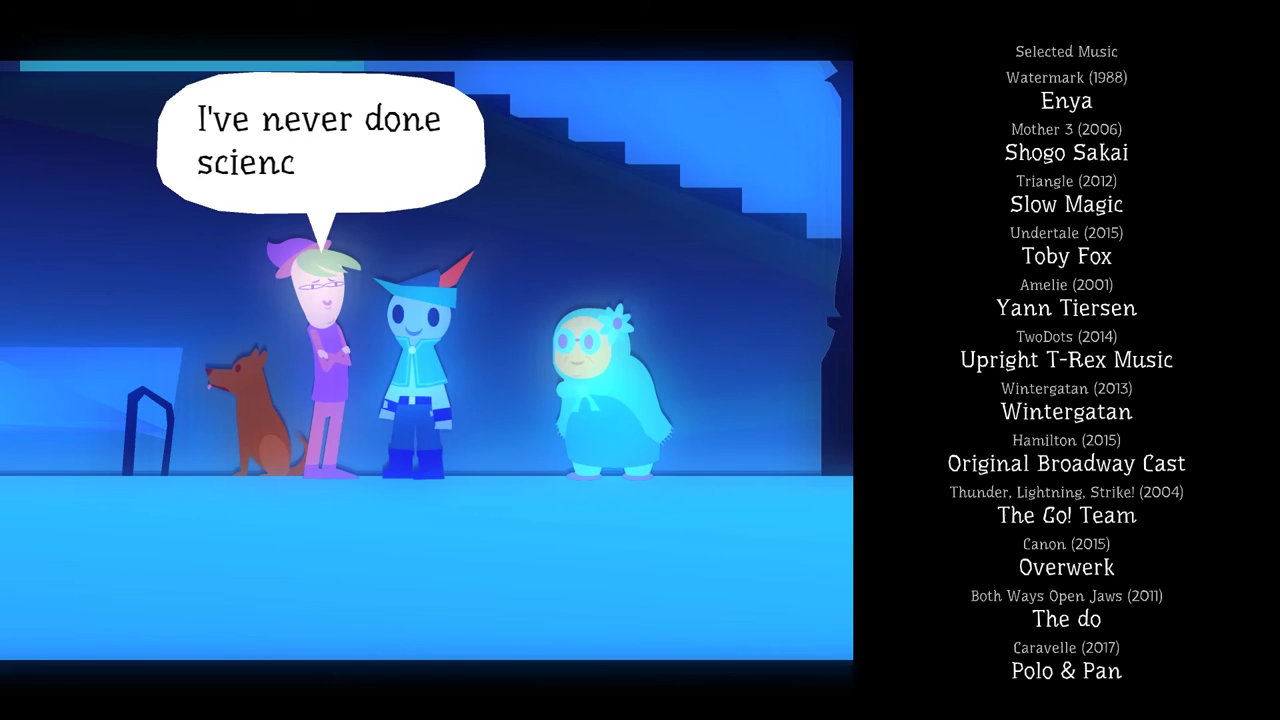 I've never done
scienc
Selected Music
Watermark (1988)
Enya
Mother 3 (2006)
Shogo Sakai
Triangle (2012)
Slow Magic
Undertale (2015)
Toby Fox
Amelie (2001)
Yann Tiersen
TwoDots (2014)
Upright T-Rex Music
Wintergatan (2013)
Wintergatan
Hamilton (2015)
Original Broadway Cast
Thunder, Lightning, Strike! (2004)
The Go! Team
Canon (2015)
Overwerk
Both Ways Open Jaws (2011)
The do
Caravelle (2017)
Polo & Pan